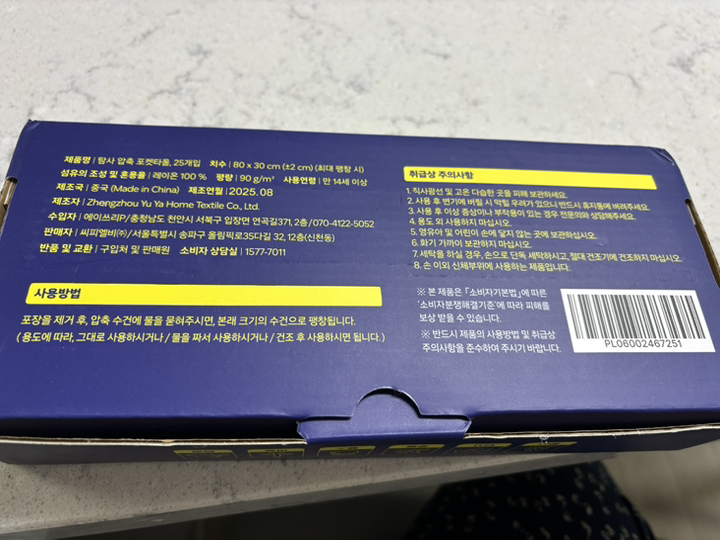 제품명 | 탐사 압축 포켓타올, 25개입 치수 | 80 x 30 cm (±2 cm) (최대 팽창 시)
섬유의 조성 및 혼용율 | 레이온 100 % 평량 | 90 g/m² 사용연령 | 만 14세 이상
제조국 | 중국 (Made in China) 제조연월 | 2025. 08
제조자 | Zhengzhou Yu Ya Home Textile Co., Ltd.
수입자 | 에이쓰리P/충청남도 천안시 서북구 입장면 연곡길371, 2층 / 070-4122-5052
판매자 | 씨피엘비㈜/서울특별시 송파구 올림픽로35다길 32, 12층(신천동)
반품 및 교환 | 구입처 및 판매원 소비자 상담실 | 1577-7011
사용방법
포장을 제거 후, 압축 수건에 물을 묻혀주시면, 본래 크기의 수건으로 팽창됩니다.
( 용도에 따라, 그대로 사용하시거나 / 물을 짜서 사용하시거나 / 건조 후 사용하시면 됩니다. )
취급상 주의사항
1. 직사광선 및 고온 다습한 곳을 피해 보관하세요.
2. 사용 후 변기에 버릴 시 막힐 우려가 있으니 반드시 휴지통에 버려주세요.
3. 사용 후 이상 증상이나 부작용이 있는 경우 전문의와 상담해주세요.
4. 용도 외 사용하지 마십시오.
5. 영유아 및 어린이 손에 닿지 않는 곳에 보관하십시오.
6. 화기 가까이 보관하지 마십시오.
7. 세탁을 하실 경우, 손으로 단독 세탁하시고, 절대 건조기에 건조하지 마십시오.
8. 손 이외 신체부위에 사용하는 제품입니다.
※ 본 제품은 「소비자기본법」에 따른
'소비자분쟁해결기준'에 따라 피해를
보상 받을 수 있습니다.
※ 반드시 제품의 사용방법 및 취급상
주의사항을 준수하여 주시기 바랍니다.
PL06002467251